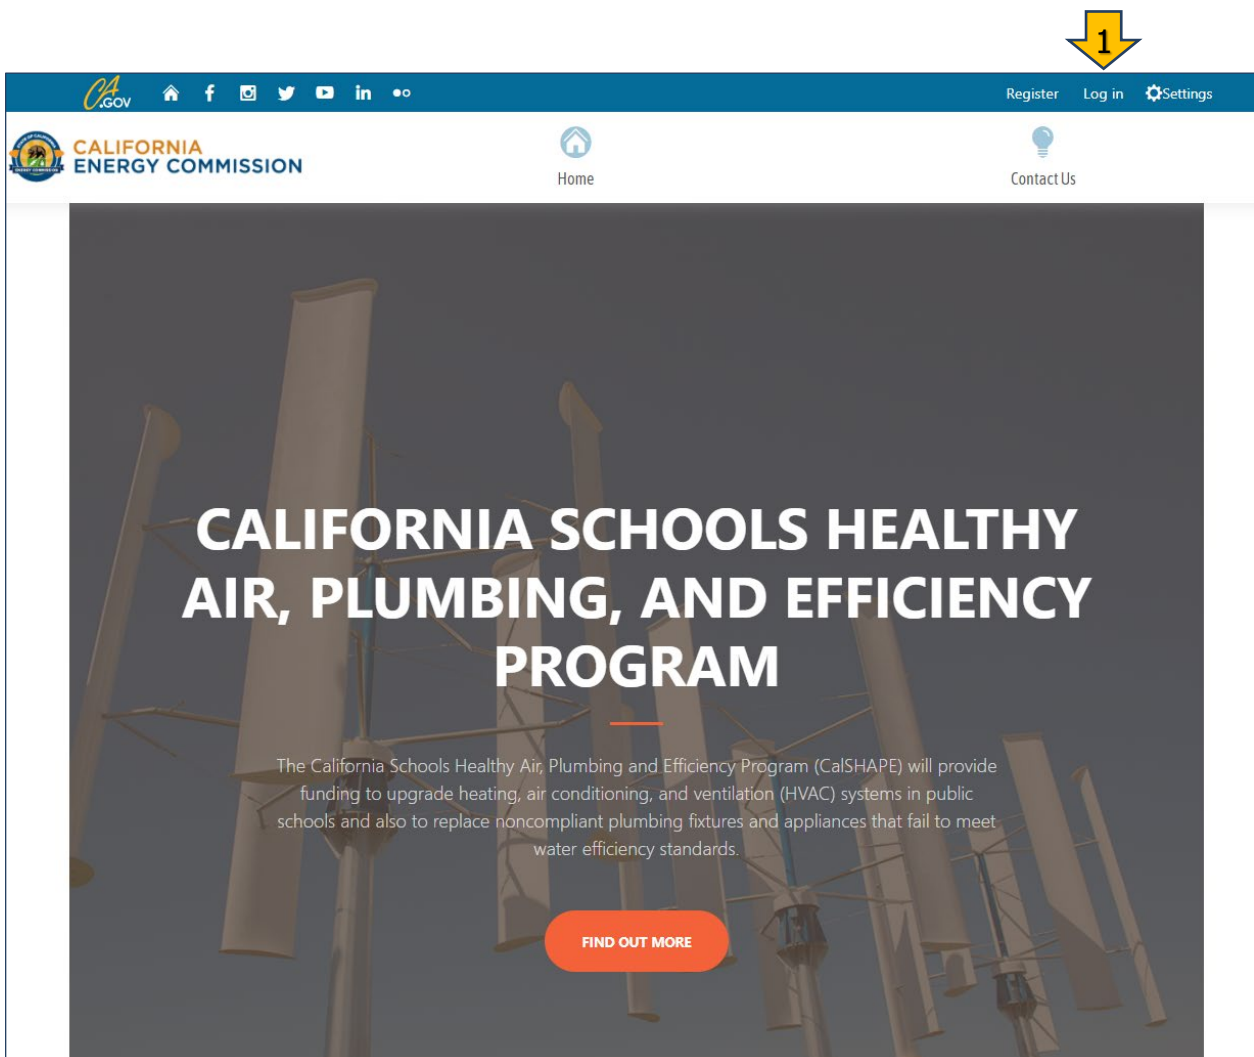 1
CA.GOV
Register Log in Settings
CALIFORNIA
ENERGY COMMISSION
Home
Contact Us
CALIFORNIA SCHOOLS HEALTHY
AIR, PLUMBING, AND EFFICIENCY
PROGRAM
The California Schools Healthy Air, Plumbing and Efficiency Program (CalSHAPE) will provide
funding to upgrade heating, air conditioning, and ventilation (HVAC) systems in public
schools and also to replace noncompliant plumbing fixtures and appliances that fail to meet
water efficiency standards.
FIND OUT MORE